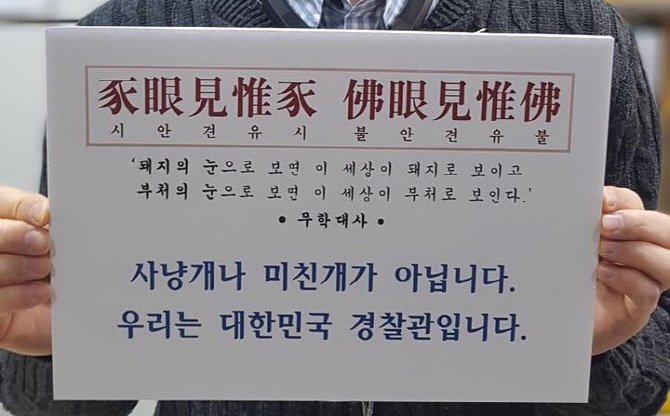 豕眼見惟豕 佛眼見惟佛
시안견유시 불안견유불
'돼지의 눈으로 보면 이 세상이 돼지로 보이고
부처의 눈으로 보면 이 세상이 부처로 보인다.'
• 무학대사 •
사냥개나 미친개가 아닙니다.
우리는 대한민국 경찰관입니다.